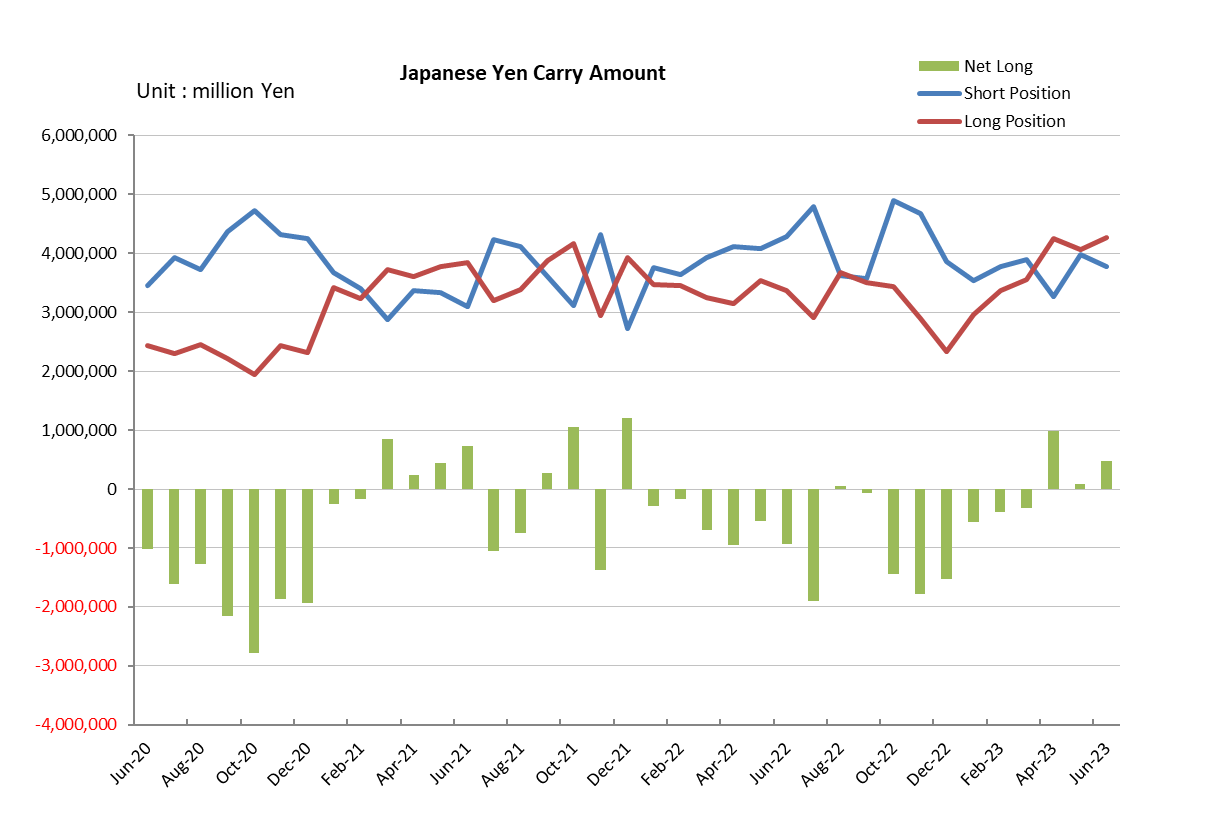 Japanese Yen Carry Amount
Unit : million Yen
Net Long
Short Position
Long Position
6,000,000
5,000,000
4,000,000
3,000,000
2,000,000
1,000,000
0
-1,000,000
-2,000,000
-3,000,000
-4,000,000
Jun-20
Aug-20
Oct-20
Dec-20
Feb-21
Apr-21
Jun-21
Aug-21
Oct-21
Dec-21
Feb-22
Apr-22
Jun-22
Aug-22
Oct-22
Dec-22
Feb-23
Apr-23
Jun-23